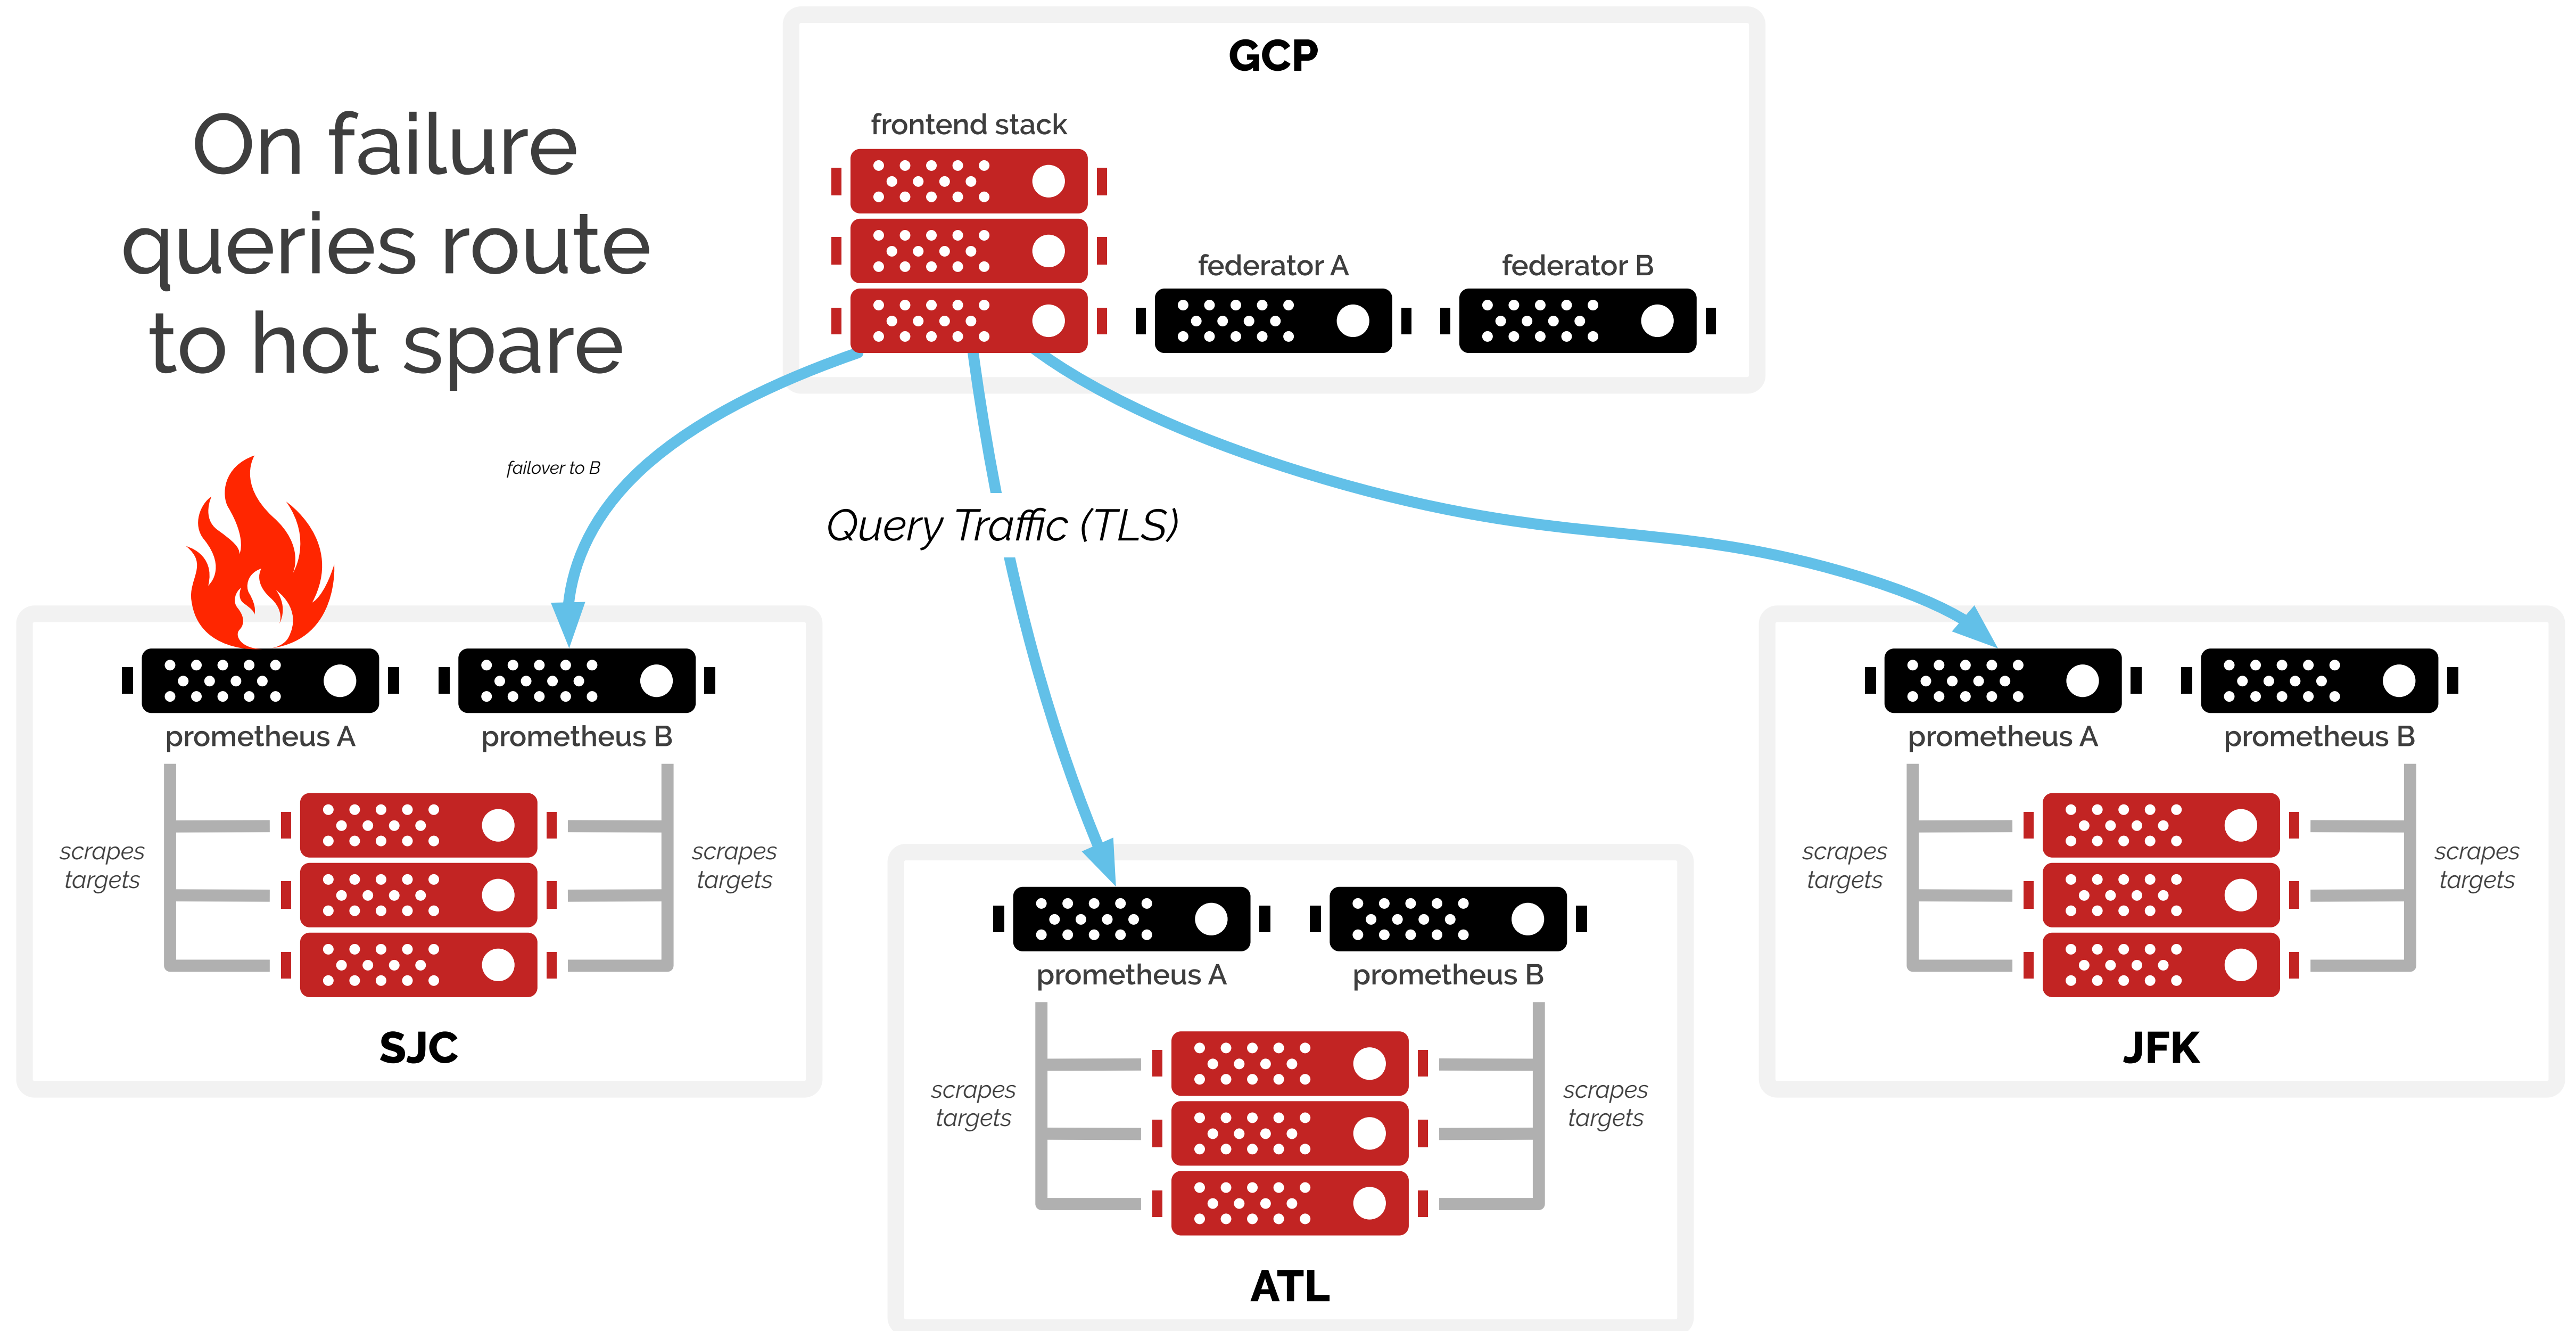 GCP
On failure
queries route
to hot spare
frontend stack
federator A
federator B
failover to B
Query Traffic (TLS)
prometheus A
prometheus B
scrapes
targets
scrapes
targets
SJC
prometheus A
prometheus B
scrapes
targets
scrapes
targets
ATL
prometheus A
prometheus B
scrapes
targets
scrapes
targets
JFK